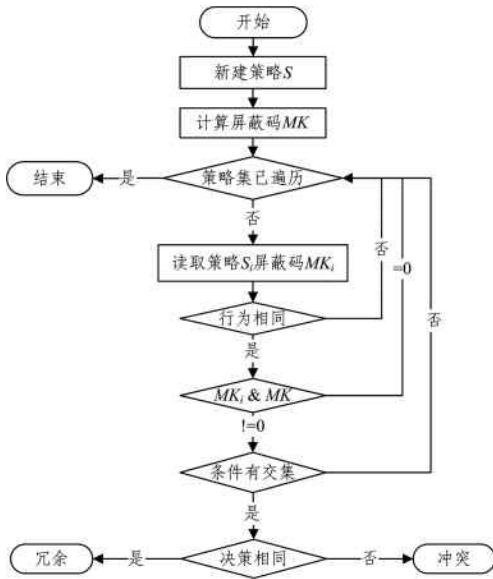 开始
新建策略S
计算屏蔽码MK
结束
是
策略集已遍历
否
读取策略Si屏蔽码MKi
否
=0
否
行为相同
是
MKi & MK
!=0
条件有交集
是
冗余
是
决策相同
否
冲突